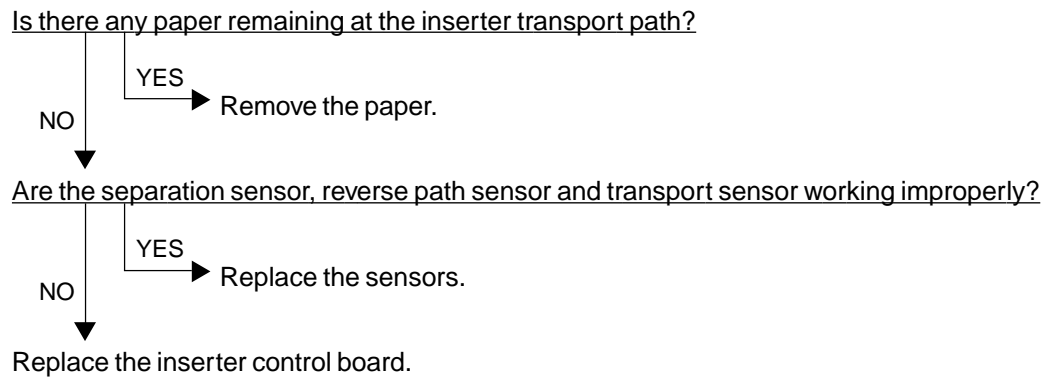 Is there any paper remaining at the inserter transport path?
YES
Remove the paper.
NO
Are the separation sensor, reverse path sensor and transport sensor working improperly?
YES
Replace the sensors.
NO
Replace the inserter control board.